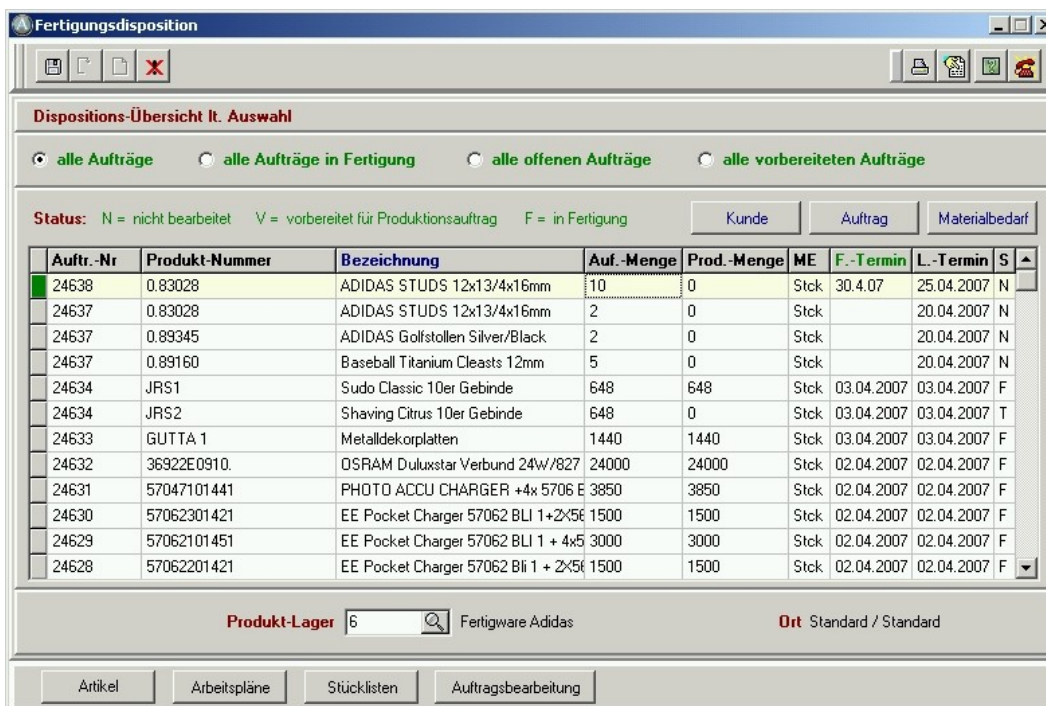 Fertigungsdisposition
Dispositions-Übersicht lt. Auswahl
alle Aufträge alle Aufträge in Fertigung alle offenen Aufträge alle vorbereiteten Aufträge
Status: N = nicht bearbeitet V = vorbereitet für Produktionsauftrag F = in Fertigung Kunde Auftrag Materialbedarf
Auftr.-Nr Produkt-Nummer Bezeichnung Auf.-Menge Prod.-Menge ME F.-Termin L.-Termin S
24638 0.83028 ADIDAS STUDS 12x13/4x16mm 10 0 Stck 30.4.07 25.04.2007 N
24637 0.83028 ADIDAS STUDS 12x13/4x16mm 2 0 Stck 20.04.2007 N
24637 0.89345 ADIDAS Golfstollen Silver/Black 2 0 Stck 20.04.2007 N
24637 0.89160 Baseball Titanium Cleasts 12mm 5 0 Stck 20.04.2007 N
24634 JRS1 Sudo Classic 10er Gebinde 648 648 Stck 03.04.2007 03.04.2007 F
24634 JRS2 Shaving Citrus 10er Gebinde 648 0 Stck 03.04.2007 03.04.2007 T
24633 GUTTA 1 Metalldekorplatten 1440 1440 Stck 03.04.2007 03.04.2007 F
24632 36922E0910. OSRAM Duluxstar Verbund 24W/827 24000 24000 Stck 02.04.2007 02.04.2007 F
24631 57047101441 PHOTO ACCU CHARGER +4x 5706 E 3850 3850 Stck 02.04.2007 02.04.2007 F
24630 57062301421 EE Pocket Charger 57062 BLI 1+2X56 1500 1500 Stck 02.04.2007 02.04.2007 F
24629 57062101451 EE Pocket Charger 57062 BLI 1 + 4x5 3000 3000 Stck 02.04.2007 02.04.2007 F
24628 57062201421 EE Pocket Charger 57062 Bli 1 + 2X56 1500 1500 Stck 02.04.2007 02.04.2007 F
Produkt-Lager 6 Fertigware Adidas Ort Standard / Standard
Artikel Arbeitspläne Stücklisten Auftragsbearbeitung